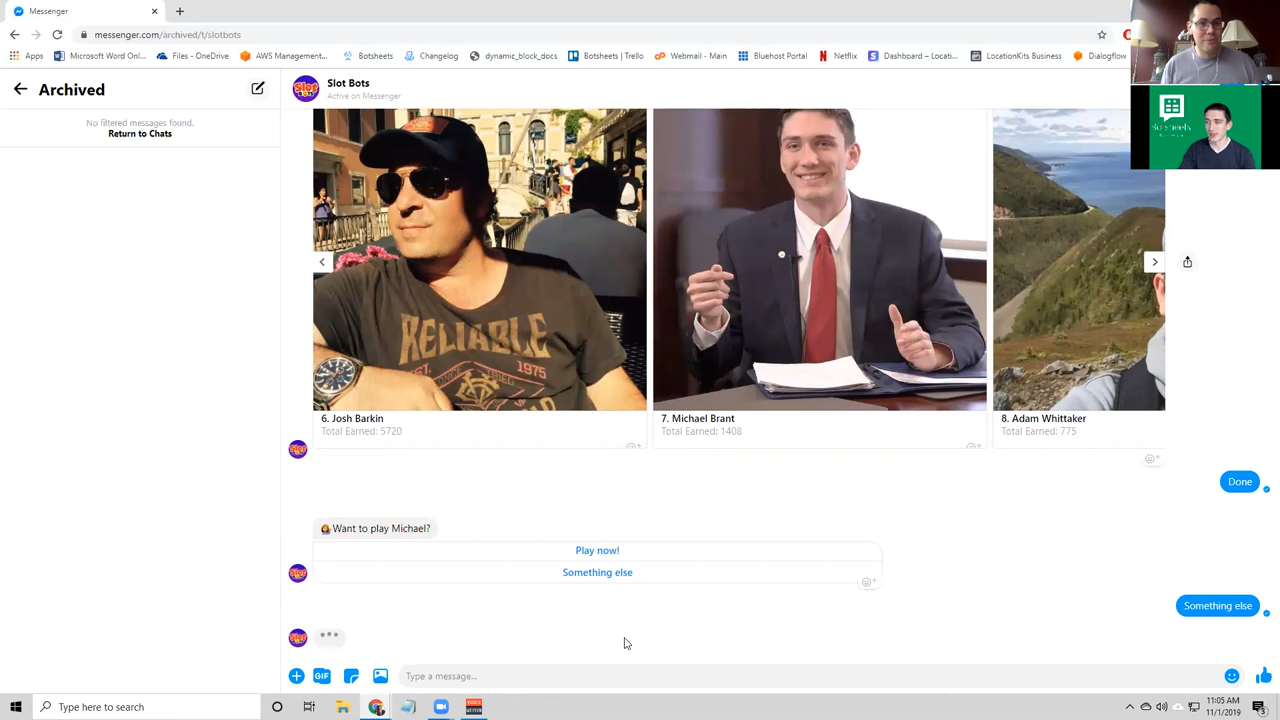 Messenger
messenger.com/archived/t/slotbots
Apps
Microsoft Word Onl...
Files - OneDrive
AWS Management...
Botsheets
Changelog
dynamic_block_docs
Botsheets | Trello
Webmail - Main
Bluehost Portal
Netflix
Dashboard – Locati...
LocationKits Business
Dialogflow
Archived
No filtered messages found.
Return to Chats
Slot Bots
Active on Messenger
RELIABLE
EST.
1975
6. Josh Barkin
Total Earned: 5720
7. Michael Brant
Total Earned: 1408
8. Adam Whittaker
Total Earned: 775
Done
Want to play Michael?
Play now!
Something else
Something else
GIF
Type a message...
Type here to search
11:05 AM
11/1/2019